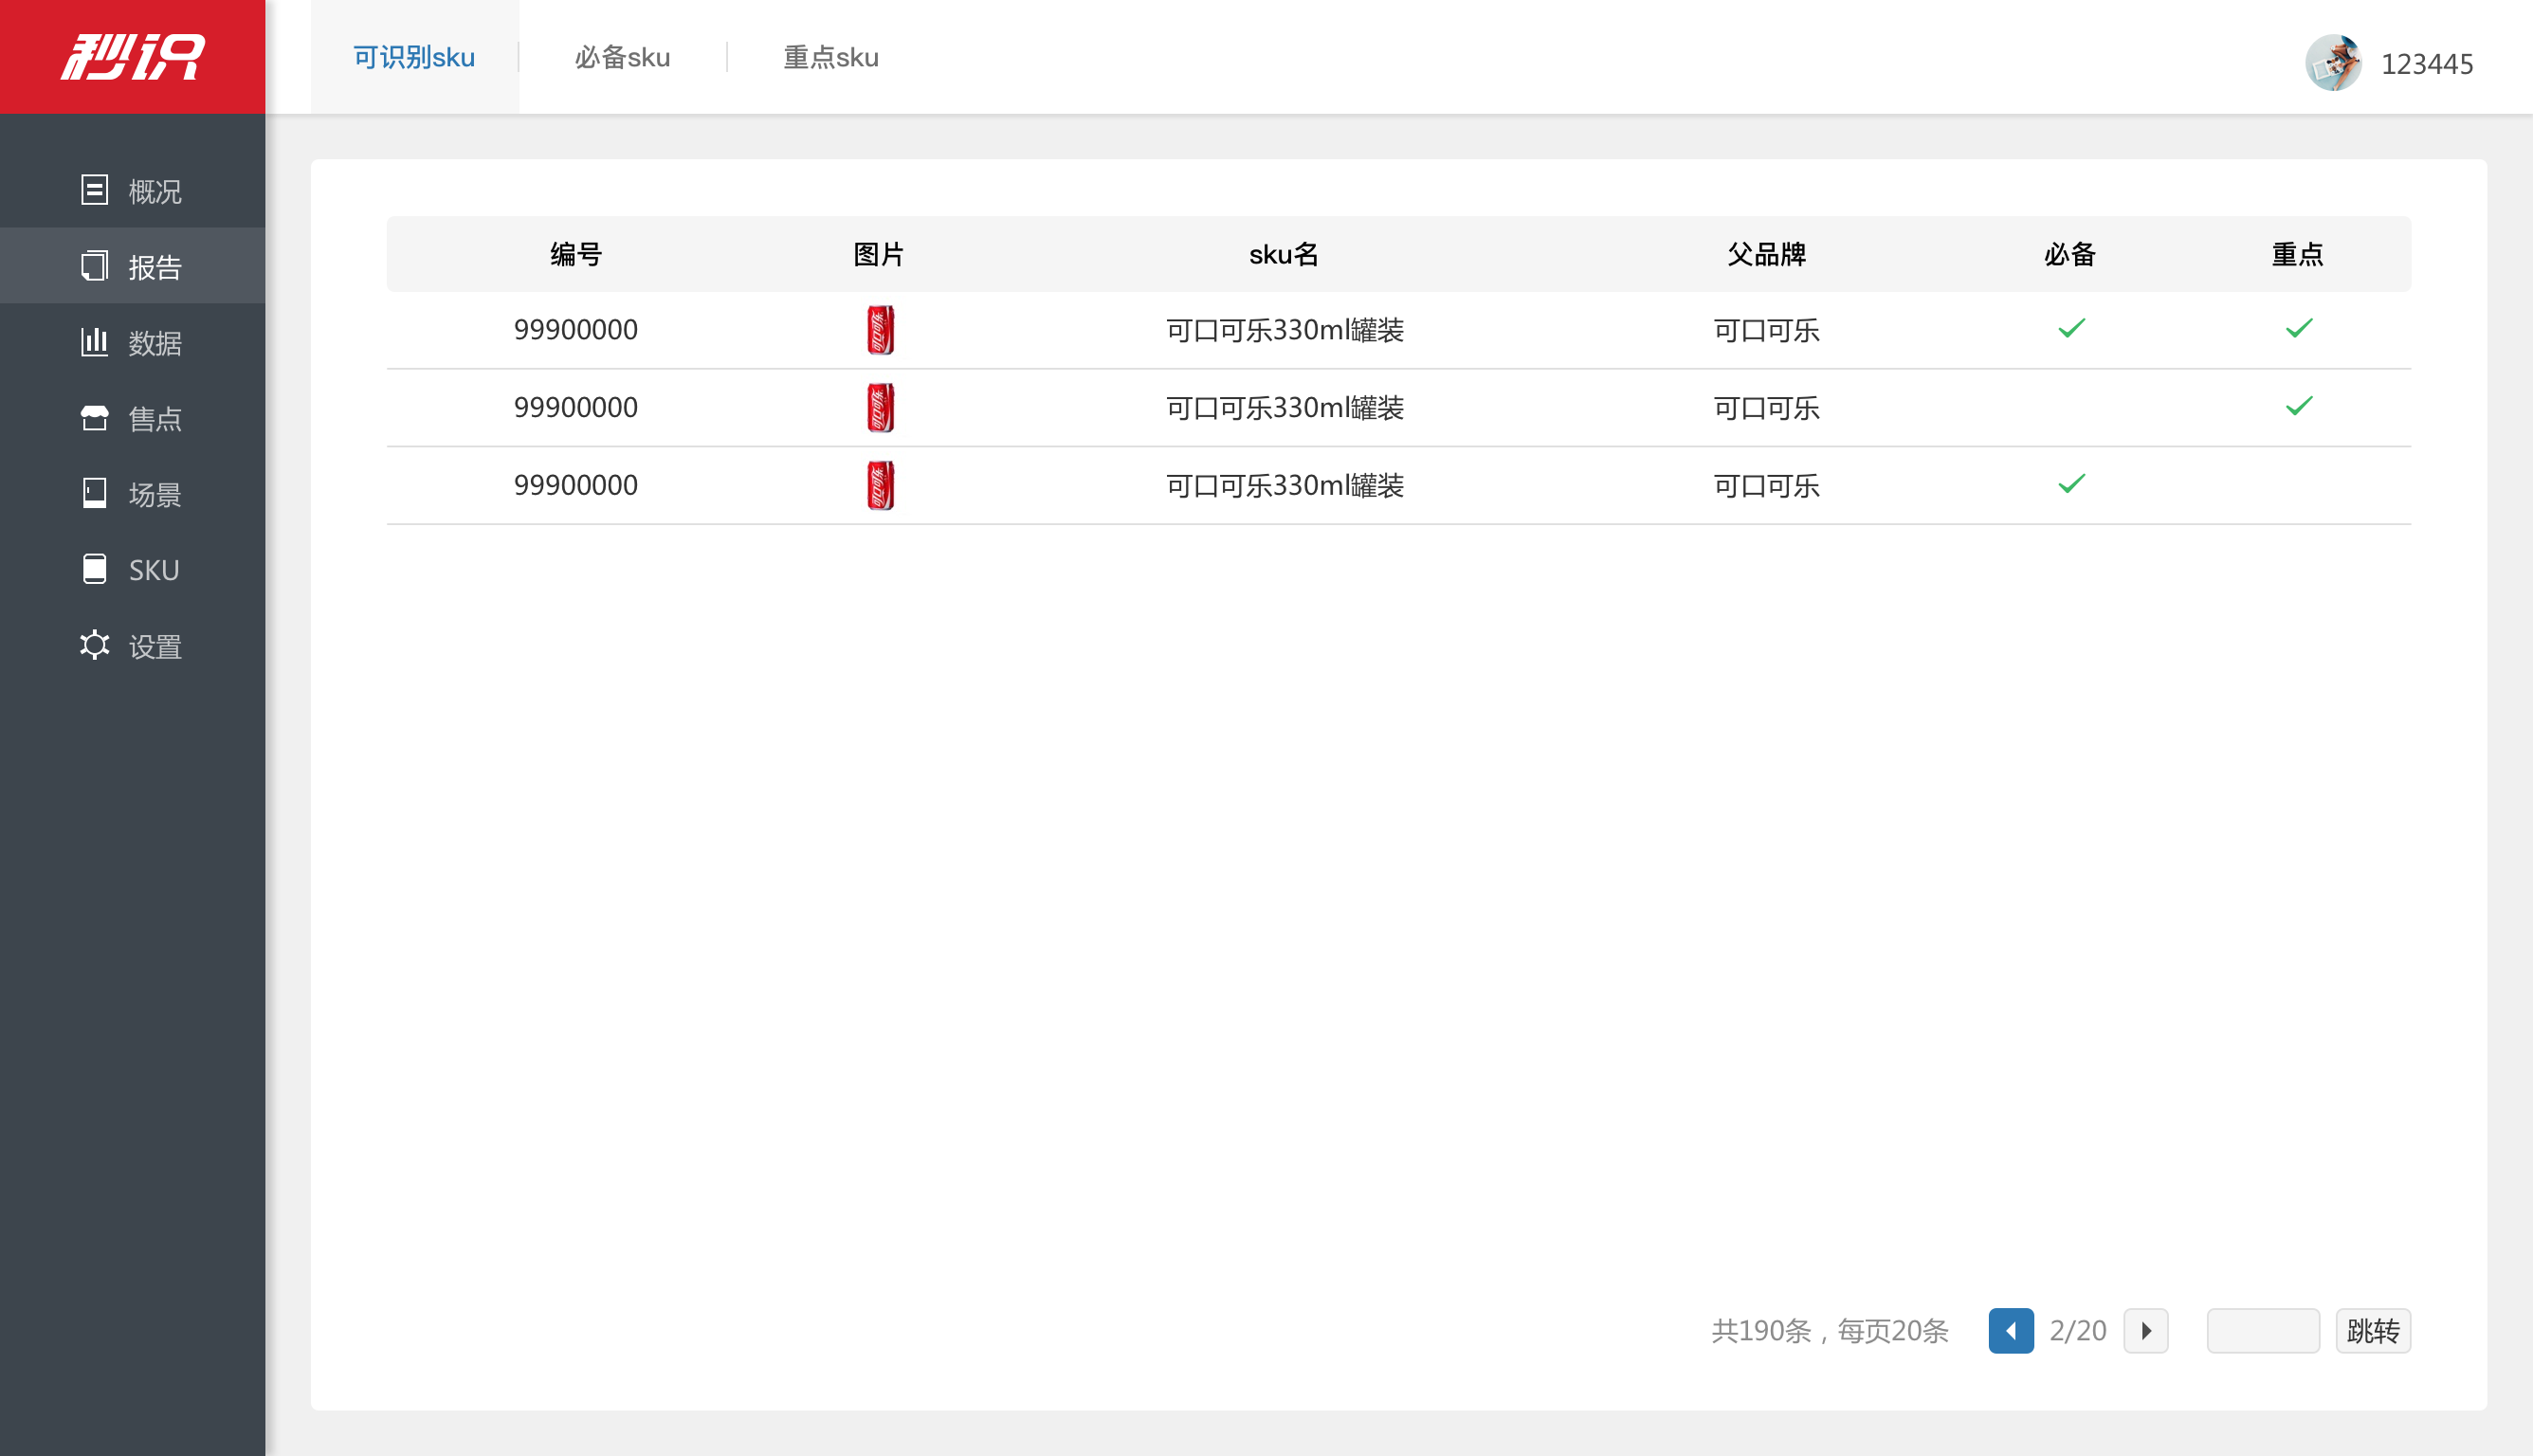 秒识
可识别sku
必备sku
重点sku
123445
概况
报告
数据
售点
场景
SKU
设置
编号 图片 sku名 父品牌 必备 重点
99900000 可口可乐330ml罐装 可口可乐
99900000 可口可乐330ml罐装 可口可乐
99900000 可口可乐330ml罐装 可口可乐
共190条，每页20条 2/20 跳转